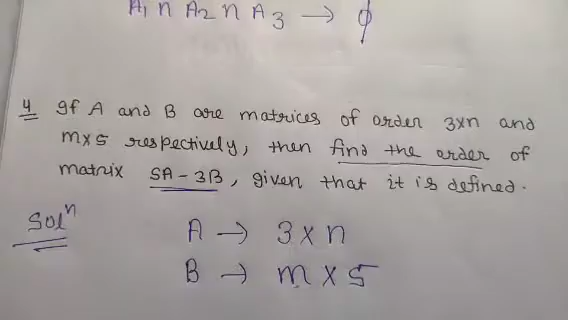 A₁ ∩ A₂ ∩ A₃ → ϕ
4 If A and B are matrices of order 3×n and
m×5 respectively, then find the order of
matrix 5A-3B, given that it is defined.
Solⁿ
A → 3×n
B → m×5